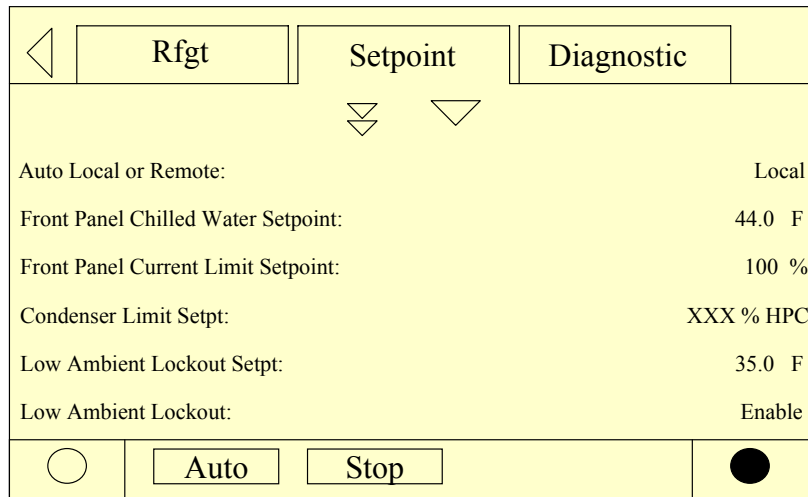 Rfgt Setpoint Diagnostic
Auto Local or Remote: Local
Front Panel Chilled Water Setpoint: 44.0 F
Front Panel Current Limit Setpoint: 100 %
Condenser Limit Setpt: XXX % HPC
Low Ambient Lockout Setpt: 35.0 F
Low Ambient Lockout: Enable
Auto Stop